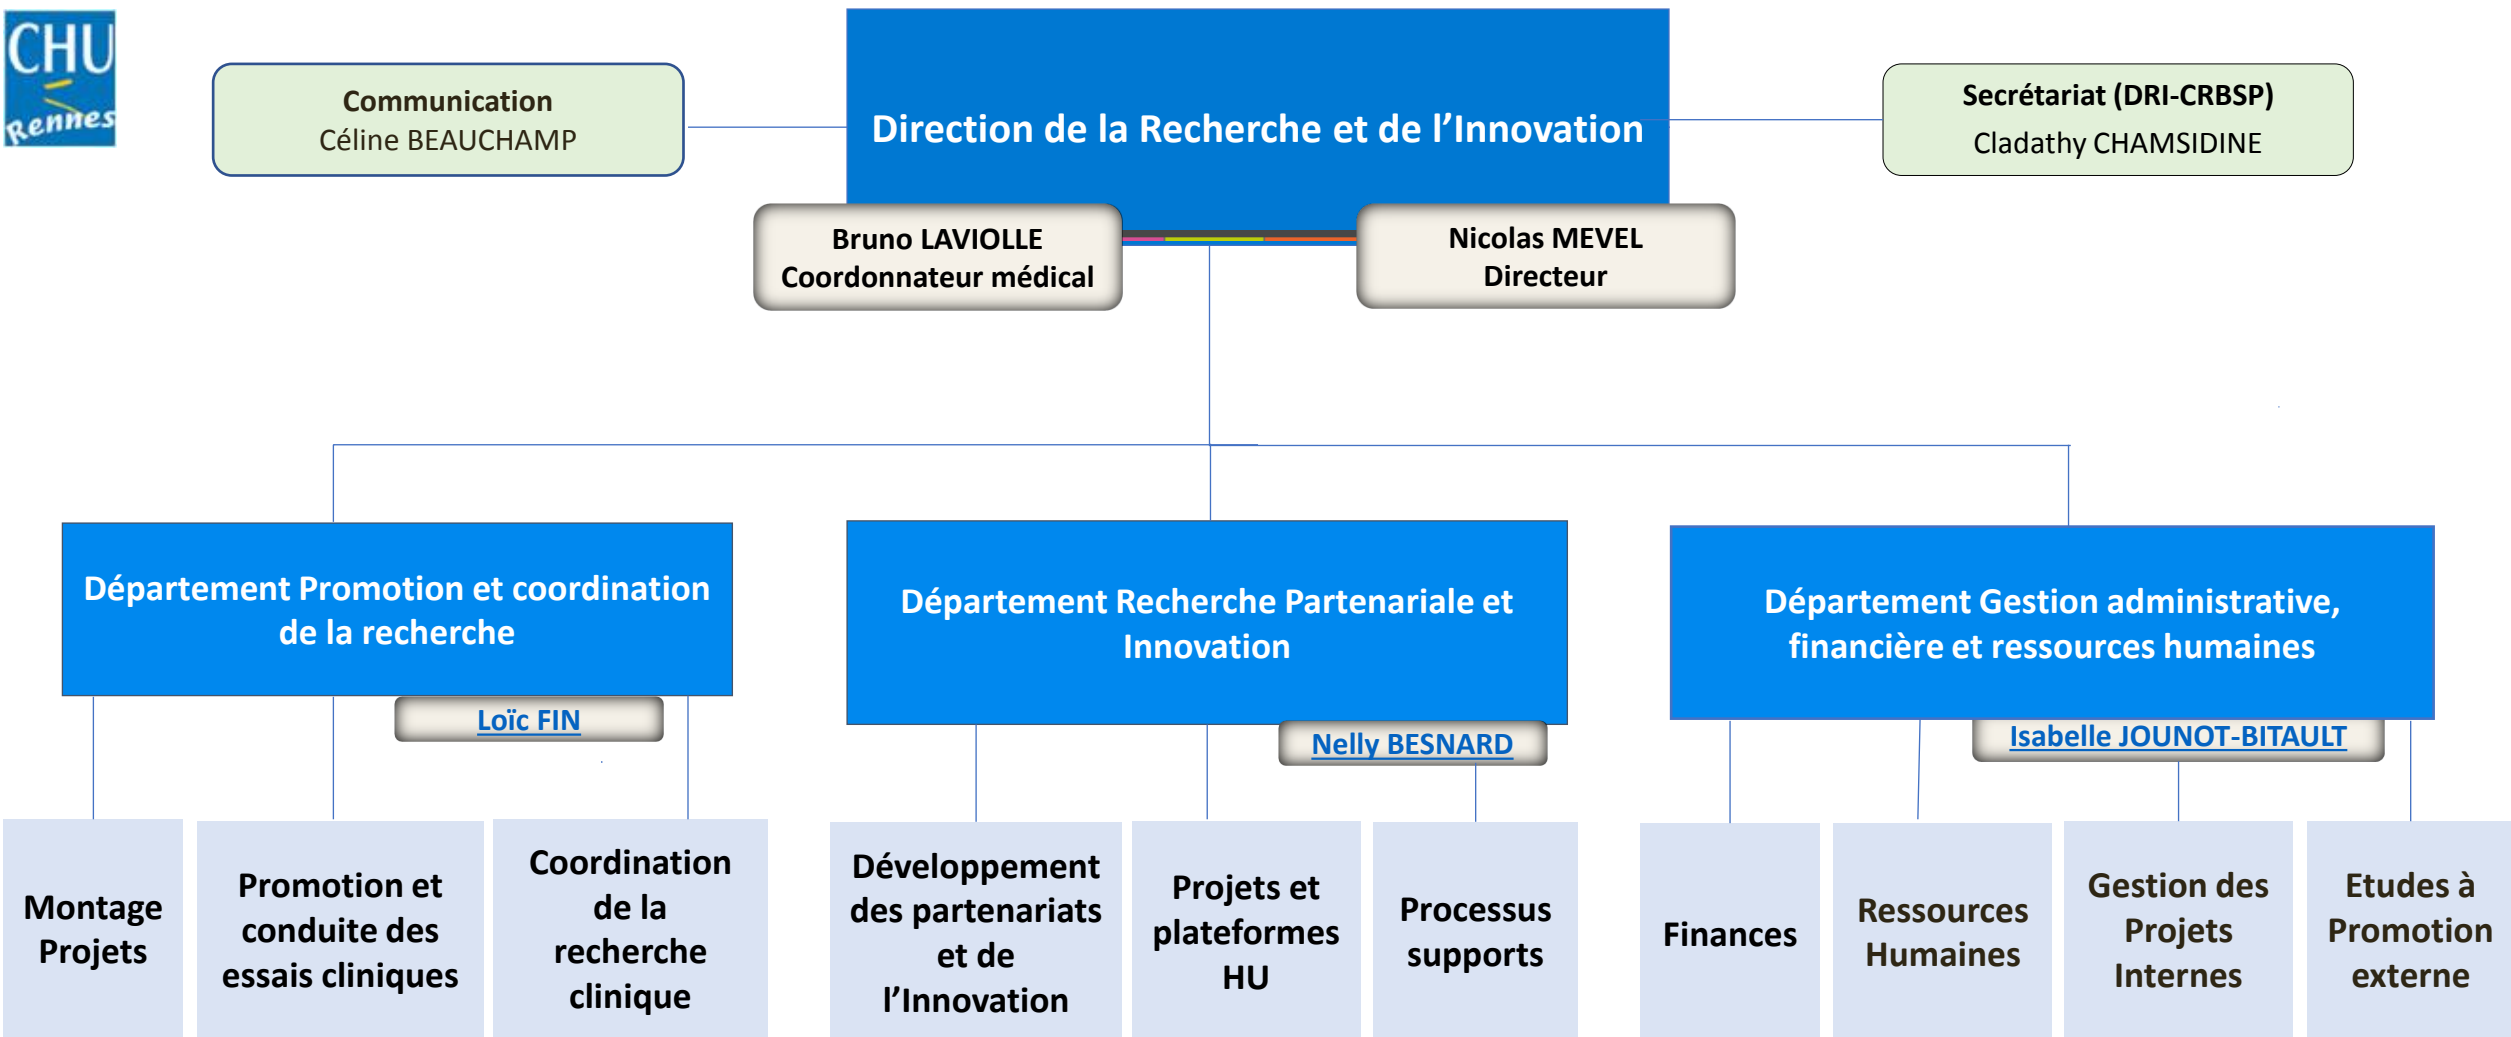 CHU
Rennes
Communication
Céline BEAUCHAMP
Direction de la Recherche et de l’Innovation
Secrétariat (DRI-CRBSP)
Cladathy CHAMSIDINE
Bruno LAVIOLLE
Coordonnateur médical
Nicolas MEVEL
Directeur
Département Promotion et coordination
de la recherche
Loïc FIN
Département Recherche Partenariale et
Innovation
Nelly BESNARD
Département Gestion administrative,
financière et ressources humaines
Isabelle JOUNOT-BITAULT
Montage
Projets
Promotion et
conduite des
essais cliniques
Coordination
de la
recherche
clinique
Développement
des partenariats
et de
l’Innovation
Projets et
plateformes
HU
Processus
supports
Finances
Ressources
Humaines
Gestion des
Projets
Internes
Etudes à
Promotion
externe